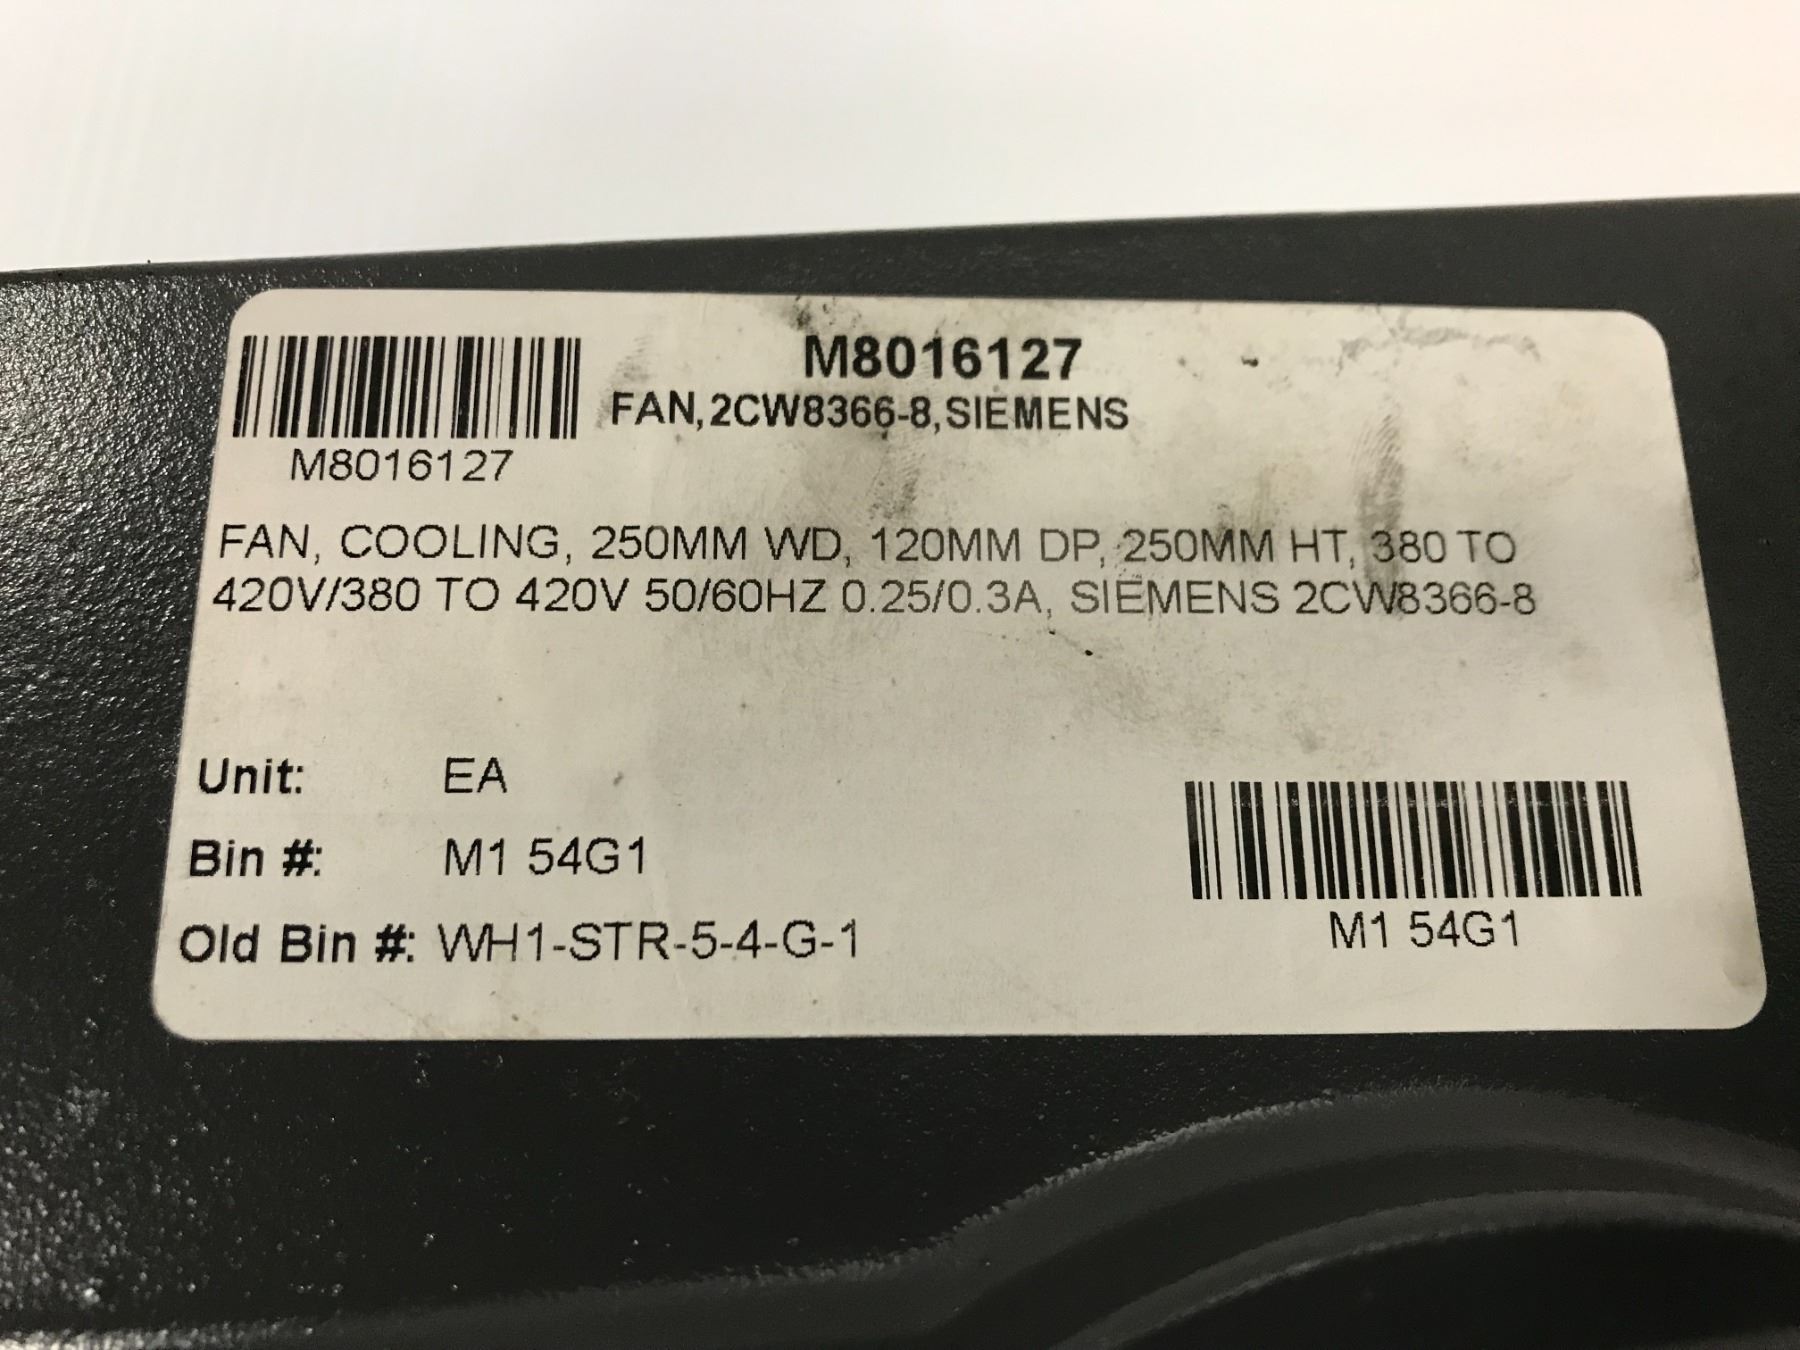 M8016127
FAN,2CW8366-8,SIEMENS
M8016127
FAN, COOLING, 250MM WD, 120MM DP, 250MM HT, 380 TO
420V/380 TO 420V 50/60HZ 0.25/0.3A, SIEMENS 2CW8366-8
Unit: EA
Bin #: M1 54G1
Old Bin #: WH1-STR-5-4-G-1
M1 54G1